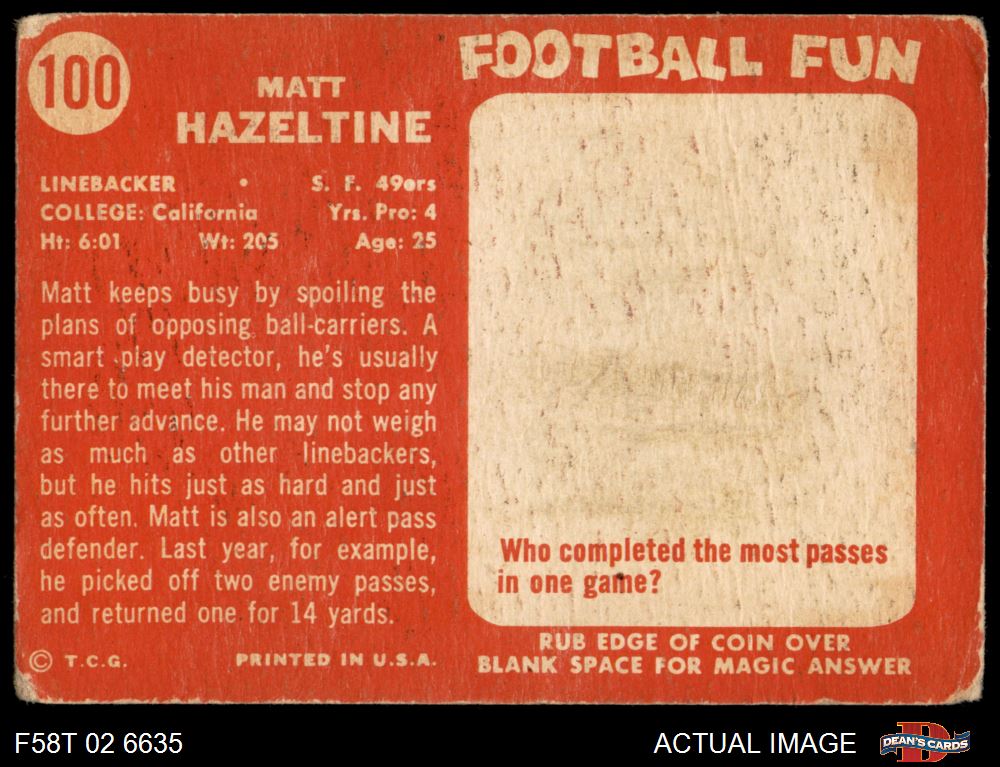 100
MATT
HAZELTINE
LINEBACKER • S. F. 49ers
COLLEGE: California Yrs. Pro: 4
Ht: 6:01 Wt: 205 Age: 25
Matt keeps busy by spoiling the
plans of opposing ball-carriers. A
smart play detector, he's usually
there to meet his man and stop any
further advance. He may not weigh
as much as other linebackers,
but he hits just as hard and just
as often. Matt is also an alert pass
defender. Last year, for example,
he picked off two enemy passes,
and returned one for 14 yards.
© T.C.G. PRINTED IN U.S.A.
FOOTBALL FUN
Who completed the most passes
in one game?
RUB EDGE OF COIN OVER
BLANK SPACE FOR MAGIC ANSWER
F58T 02 6635
ACTUAL IMAGE
DEAN'S CARDS